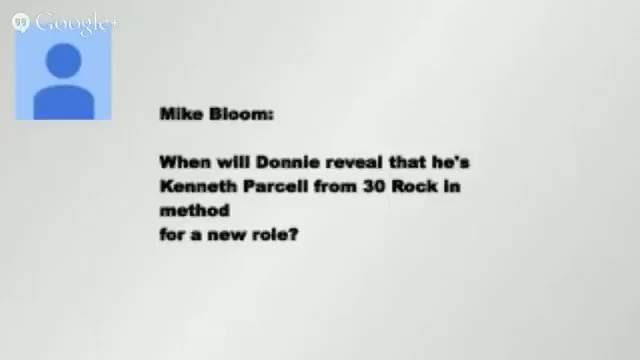 Google+
Mike Bloom:
When will Donnie reveal that he's
Kenneth Parcell from 30 Rock in
method
for a new role?